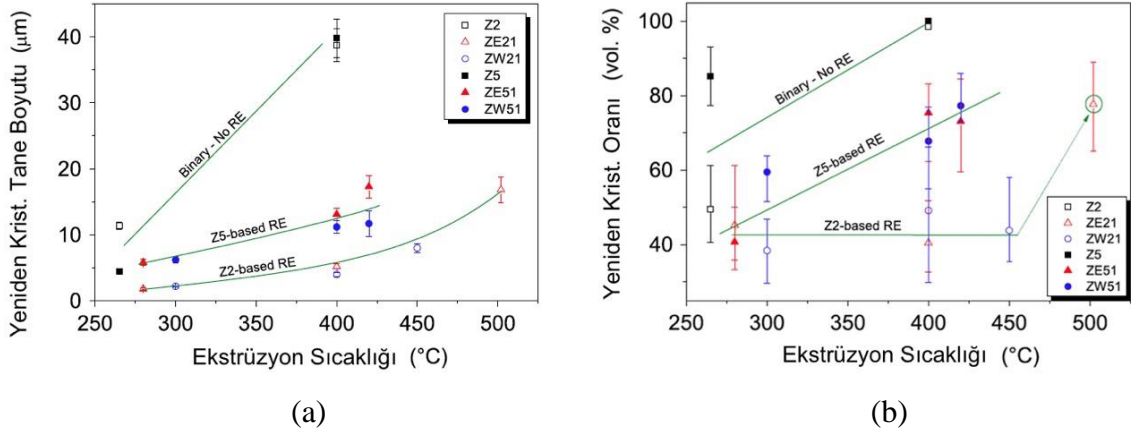 Yeniden Krist. Tane Boyutu (μm)
40
30
20
10
0
250 300 350 400 450 500
Ekstrüzyon Sıcaklığı (°C)
Binary - No RE
Z5-based RE
Z2-based RE
Z2
ZE21
ZW21
Z5
ZE51
ZW51
(a)
Yeniden Krist. Oranı (vol. %)
100
80
60
40
250 300 350 400 450 500
Ekstrüzyon Sıcaklığı (°C)
Binary - No RE
Z5-based RE
Z2-based RE
Z2
ZE21
ZW21
Z5
ZE51
ZW51
(b)